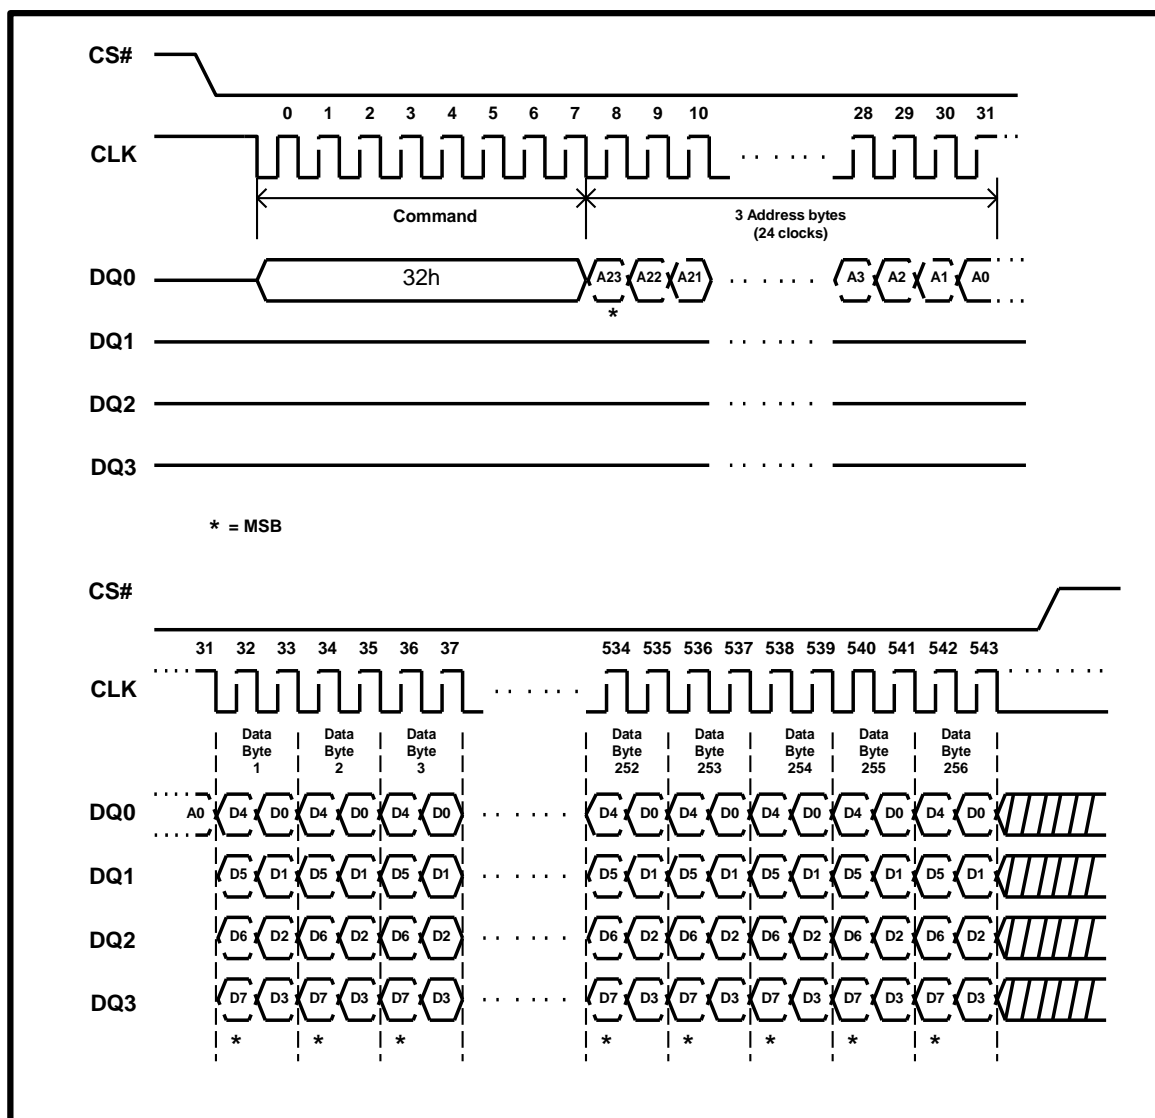 CS#
0 1 2 3 4 5 6 7 8 9 10 28 29 30 31
CLK
Command
3 Address bytes
(24 clocks)
DQ0 32h A23 A22 A21 A3 A2 A1 A0
*
DQ1
DQ2
DQ3
* = MSB
CS#
31 32 33 34 35 36 37 534 535 536 537 538 539 540 541 542 543
CLK
Data Data Data Data Data Data Data Data
Byte Byte Byte Byte Byte Byte Byte Byte
1 2 3 252 253 254 255 256
DQ0 A0 D4 D0 D4 D0 D4 D0 D4 D0 D4 D0 D4 D0 D4 D0 D4 D0
DQ1 D5 D1 D5 D1 D5 D1 D5 D1 D5 D1 D5 D1 D5 D1 D5 D1
DQ2 D6 D2 D6 D2 D6 D2 D6 D2 D6 D2 D6 D2 D6 D2 D6 D2
DQ3 D7 D3 D7 D3 D7 D3 D7 D3 D7 D3 D7 D3 D7 D3 D7 D3
* * * * * * * *